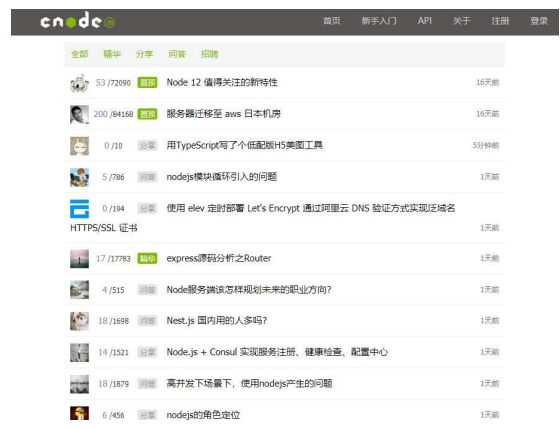 cnode
首页 新手入门 API 关于 注册 登录
全部 精华 分享 问答 招聘
53 /72090 置顶 Node 12 值得关注的新特性 16天前
200 /84168 置顶 服务器迁移至 aws 日本机房 16天前
0 /10 分享 用TypeScript写了个低配版H5美图工具 5分钟前
5 /786 问答 nodejs模块循环引入的问题 1天前
0 /194 分享 使用 elev 定时部署 Let's Encrypt 通过阿里云 DNS 验证方式实现泛域名
HTTPS/SSL 证书 1天前
17 /17783 精华 express源码分析之Router 1天前
4 /515 问答 Node服务端该怎样规划未来的职业方向? 1天前
18 /1698 问答 Nest.js 国内用的人多吗? 1天前
14 /1521 分享 Node.js + Consul 实现服务注册、健康检查、配置中心 1天前
18 /1879 问答 高并发下场景下，使用nodejs产生的问题 1天前
6 /456 分享 nodejs的角色定位 1天前